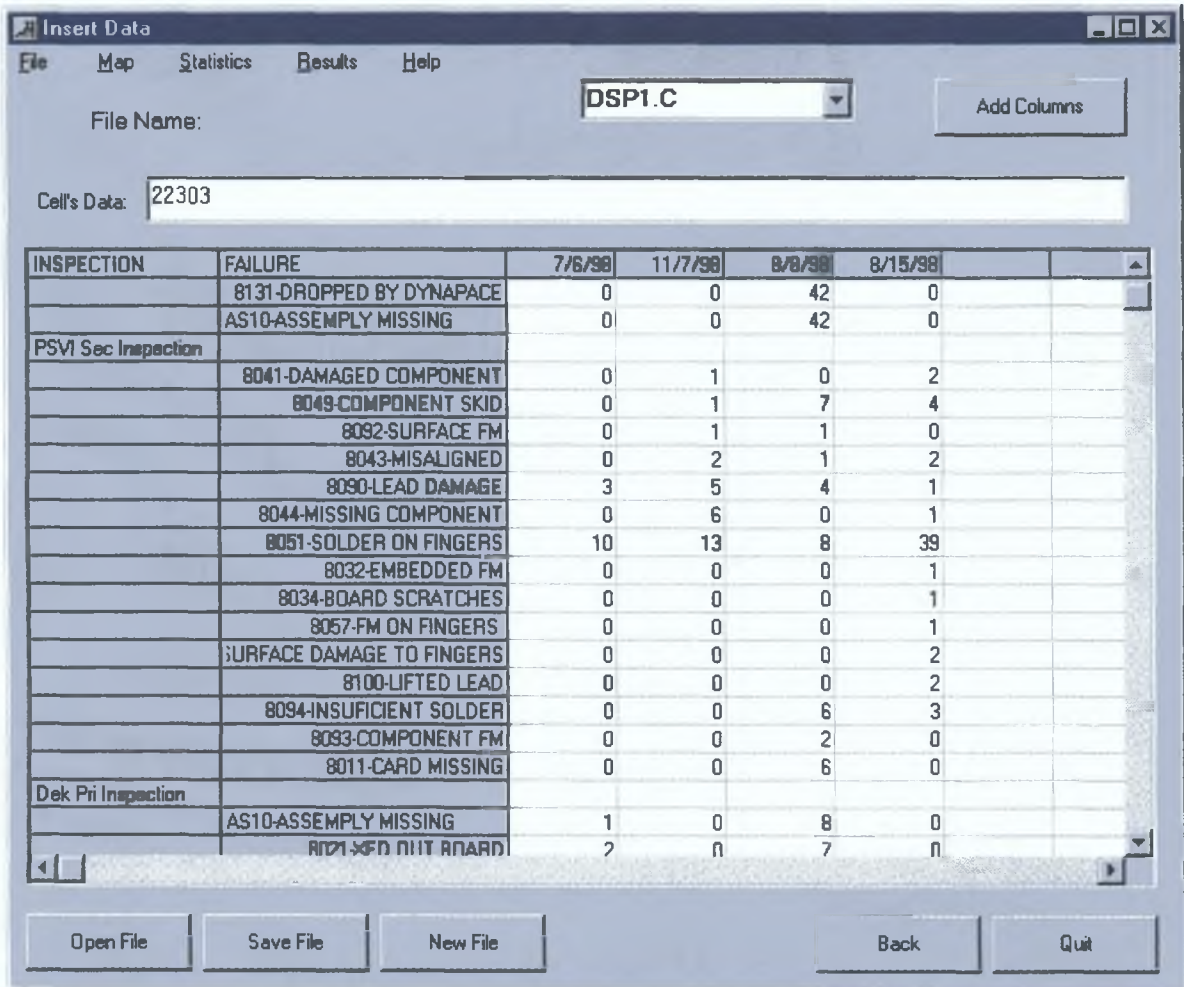 Insert Data
File Map Statistics Results Help
DSP1.C
Add Columns
File Name:
Cell's Data: 22303
INSPECTION FAILURE 7/6/98 11/7/98 8/8/98 8/15/98
8131-DROPPED BY DYNAPACE 0 0 42 0
AS10-ASSEMPLY MISSING 0 0 42 0
PSVI Sec Inspection
8041-DAMAGED COMPONENT 0 1 0 2
8049-COMPONENT SKID 0 1 7 4
8092-SURFACE FM 0 1 1 0
8043-MISALIGNED 0 2 1 2
8090-LEAD DAMAGE 3 5 4 1
8044-MISSING COMPONENT 0 6 0 1
8051-SOLDER ON FINGERS 10 13 8 39
8032-EMBEDDED FM 0 0 0 1
8034-BOARD SCRATCHES 0 0 0 1
8057-FM ON FINGERS 0 0 0 1
SURFACE DAMAGE TO FINGERS 0 0 0 2
8100-LIFTED LEAD 0 0 0 2
8094-INSUFICIENT SOLDER 0 0 6 3
8093-COMPONENT FM 0 0 2 0
8011-CARD MISSING 0 0 6 0
Dek Pri Inspection
AS10-ASSEMPLY MISSING 1 0 8 0
8021-XED OUT BOARD 2 0 7 0
Open File Save File New File Back Quit